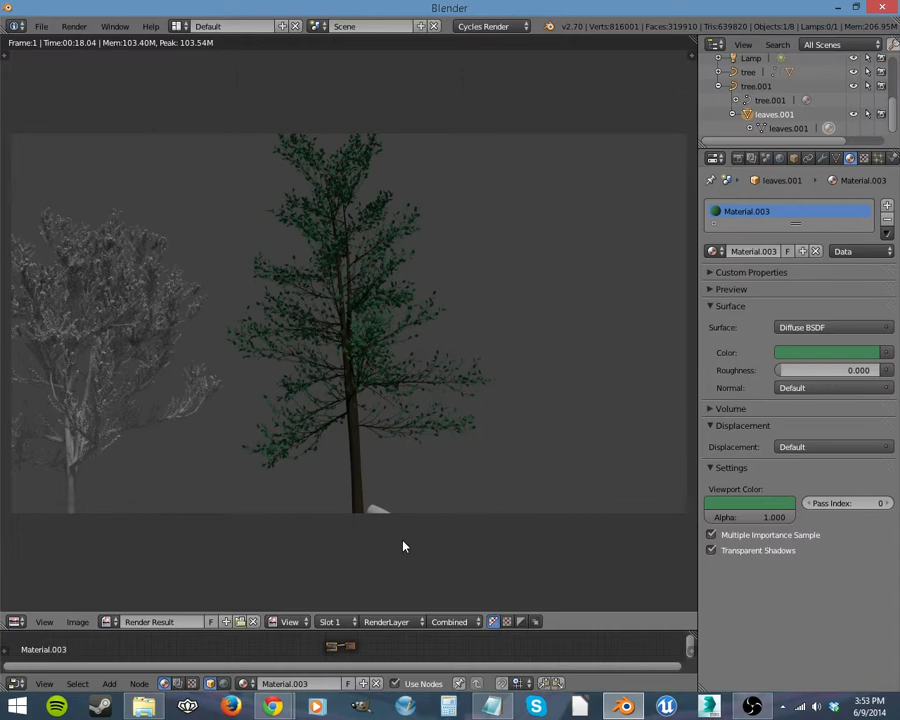 Blender
File Render Window Help Default Scene Cycles Render v2.70 | Verts:816001 | Faces:319910 | Tris:639820 | Objects:1/8 | Lamps:0/1 | Mem:206.95M
Frame:1 | Time:00:18.04 | Mem:103.40M, Peak: 103.54M
View Search All Scenes
Lamp
tree
tree.001
tree.001
leaves.001
leaves.001
leaves.001 Material.003
Material.003
Material.003 F Data
Custom Properties
Preview
Surface
Surface: Diffuse BSDF
Color:
Roughness: 0.000
Normal: Default
Volume
Displacement
Displacement: Default
Settings
Viewport Color:
Pass Index: 0
Alpha: 1.000
Multiple Importance Sample
Transparent Shadows
View Image Render Result F View Slot 1 RenderLayer Combined
Material.003
View Select Add Node Material.003 F Use Nodes
3:53 PM
6/9/2014